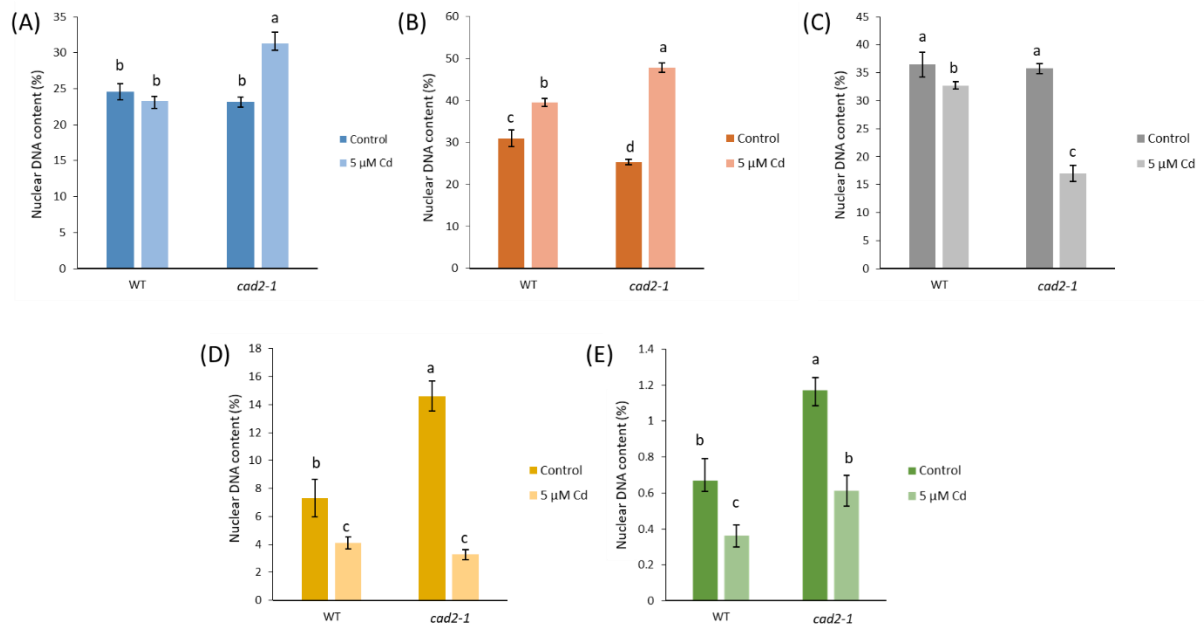 (A)
Nuclear DNA content (%)
35
30
25
20
15
10
5
0
b
b
b
a
WT
cad2-1
Control
5 µM Cd
(B)
Nuclear DNA content (%)
60
50
40
30
20
10
0
c
b
d
a
WT
cad2-1
Control
5 µM Cd
(C)
Nuclear DNA content (%)
45
40
35
30
25
20
15
10
5
0
a
b
a
c
WT
cad2-1
Control
5 µM Cd
(D)
Nuclear DNA content (%)
18
16
14
12
10
8
6
4
2
0
b
c
a
c
WT
cad2-1
Control
5 µM Cd
(E)
Nuclear DNA content (%)
1.4
1.2
1
0.8
0.6
0.4
0.2
0
b
c
a
b
WT
cad2-1
Control
5 µM Cd